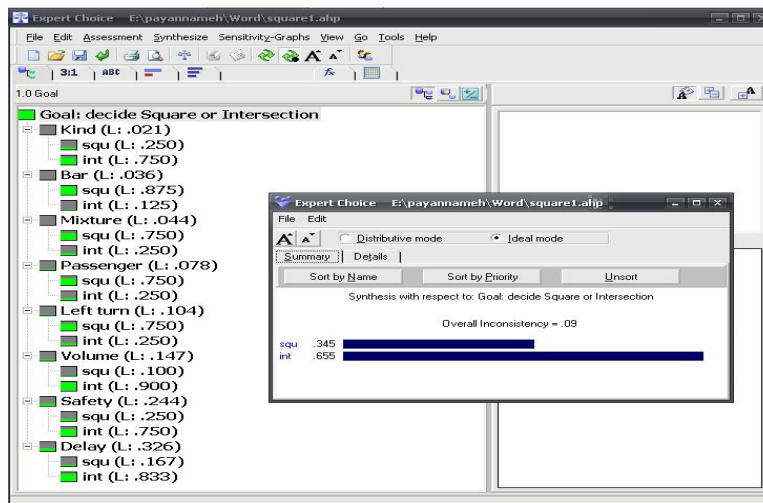 Expert Choice E:\payannameh\Word\square1.ahp
File Edit Assessment Synthesize Sensitivity-Graphs View Go Tools Help
3:1 ABC
1.0 Goal
Goal: decide Square or Intersection
Kind (L: .021)
squ (L: .250)
int (L: .750)
Bar (L: .036)
squ (L: .875)
int (L: .125)
Mixture (L: .044)
squ (L: .750)
int (L: .250)
Passenger (L: .078)
squ (L: .750)
int (L: .250)
Left turn (L: .104)
squ (L: .750)
int (L: .250)
Volume (L: .147)
squ (L: .100)
int (L: .900)
Safety (L: .244)
squ (L: .250)
int (L: .750)
Delay (L: .326)
squ (L: .167)
int (L: .833)
Expert Choice E:\payannameh\Word\square1.ahp
File Edit
Distributive mode Ideal mode
Summary Details
Sort by Name Sort by Priority Unsort
Synthesis with respect to: Goal: decide Square or Intersection
Overall Inconsistency = .09
squ .345
int .655